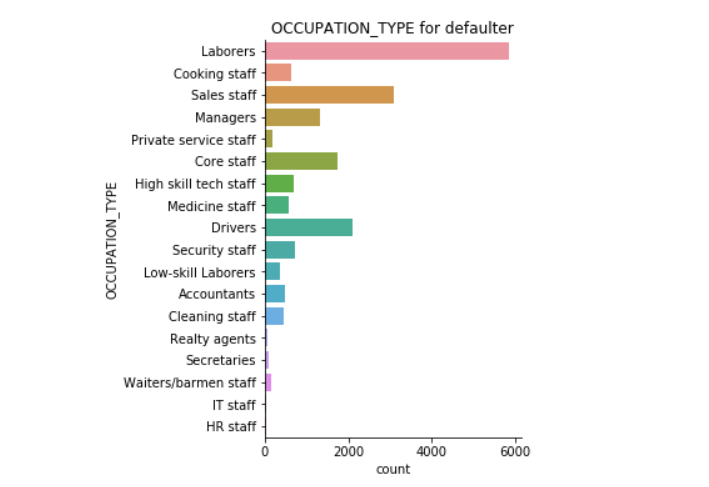 OCCUPATION_TYPE for defaulter
OCCUPATION_TYPE
Laborers
Cooking staff
Sales staff
Managers
Private service staff
Core staff
High skill tech staff
Medicine staff
Drivers
Security staff
Low-skill Laborers
Accountants
Cleaning staff
Realty agents
Secretaries
Waiters/barmen staff
IT staff
HR staff
0 2000 4000 6000
count